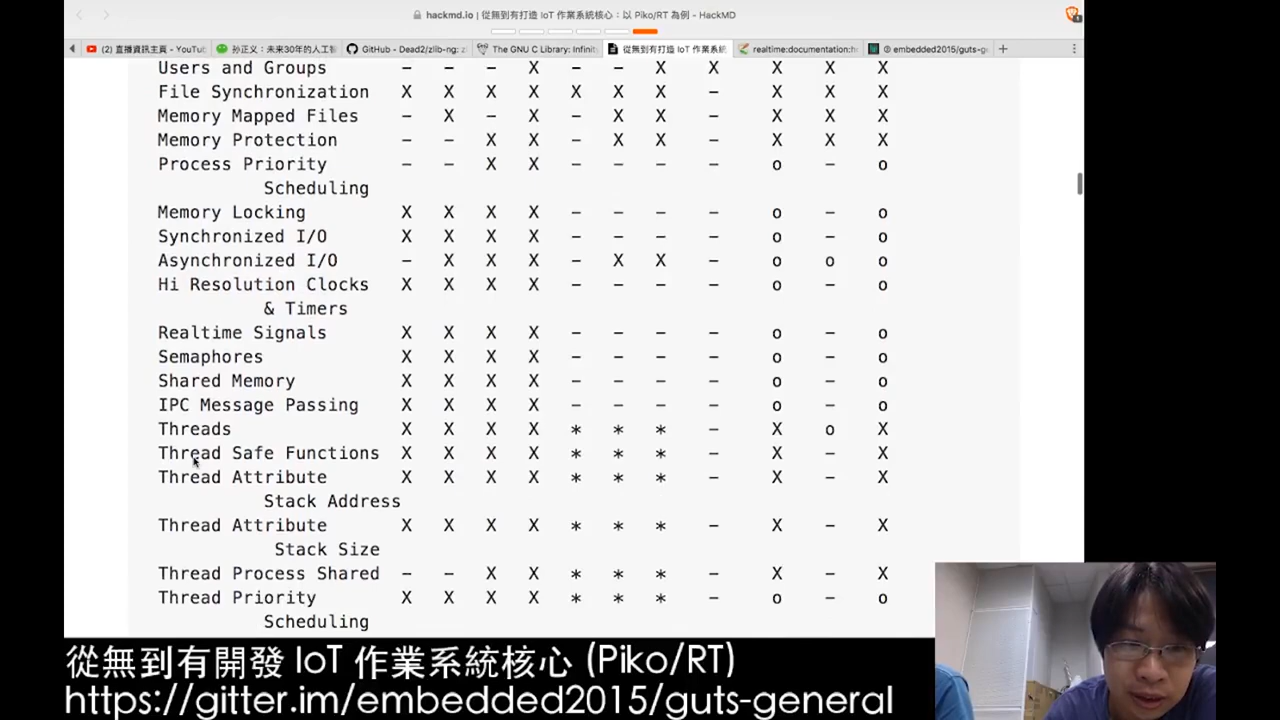 hackmd.io | 從無到有打造 IoT 作業系統核心：以 Piko/RT 為例 - HackMD
(2) 直播資訊主頁 - YouTu 孙正义：未来30年的人工智 GitHub - Dead2/zlib-ng: z The GNU C Library: Infinit 從無到有打造 IoT 作業系統 realtime:documentation:h @ embedded2015/guts-g
Users and Groups - - - X - - X X X X X
File Synchronization X X X X X X X - X X X
Memory Mapped Files - X - X - X X - X X X
Memory Protection - - X X - X X - X X X
Process Priority - - X X - - - - o - o
Scheduling
Memory Locking X X X X - - - - o - o
Synchronized I/O X X X X - - - - o - o
Asynchronized I/O - X X X - X X - o o o
Hi Resolution Clocks X X X X - - - - o - o
& Timers
Realtime Signals X X X X - - - - o - o
Semaphores X X X X - - - - o - o
Shared Memory X X X X - - - - o - o
IPC Message Passing X X X X - - - - o - o
Threads X X X X * * * - X o X
Thread Safe Functions X X X X * * * - X - X
Thread Attribute X X X X * * * - X - X
Stack Address
Thread Attribute X X X X * * * - X - X
Stack Size
Thread Process Shared - - X X * * * - X - X
Thread Priority X X X X * * * - o - o
Scheduling
從無到有開發 IoT 作業系統核心 (Piko/RT)
https://gitter.im/embedded2015/guts-general